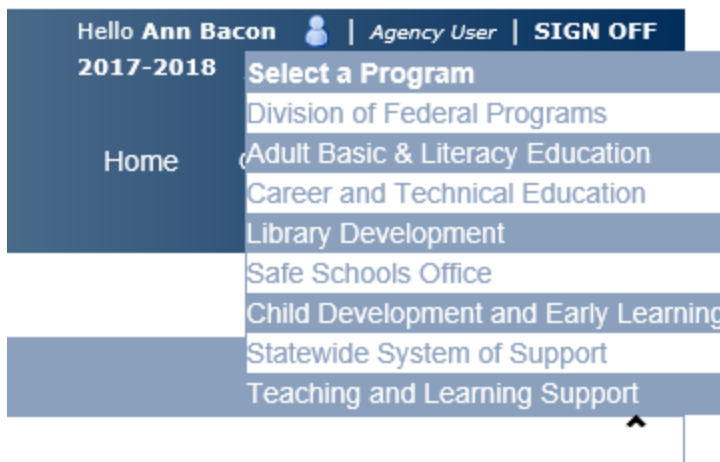 Hello Ann Bacon | Agency User | SIGN OFF
2017-2018
Select a Program
Division of Federal Programs
Home
Adult Basic & Literacy Education
Career and Technical Education
Library Development
Safe Schools Office
Child Development and Early Learning
Statewide System of Support
Teaching and Learning Support